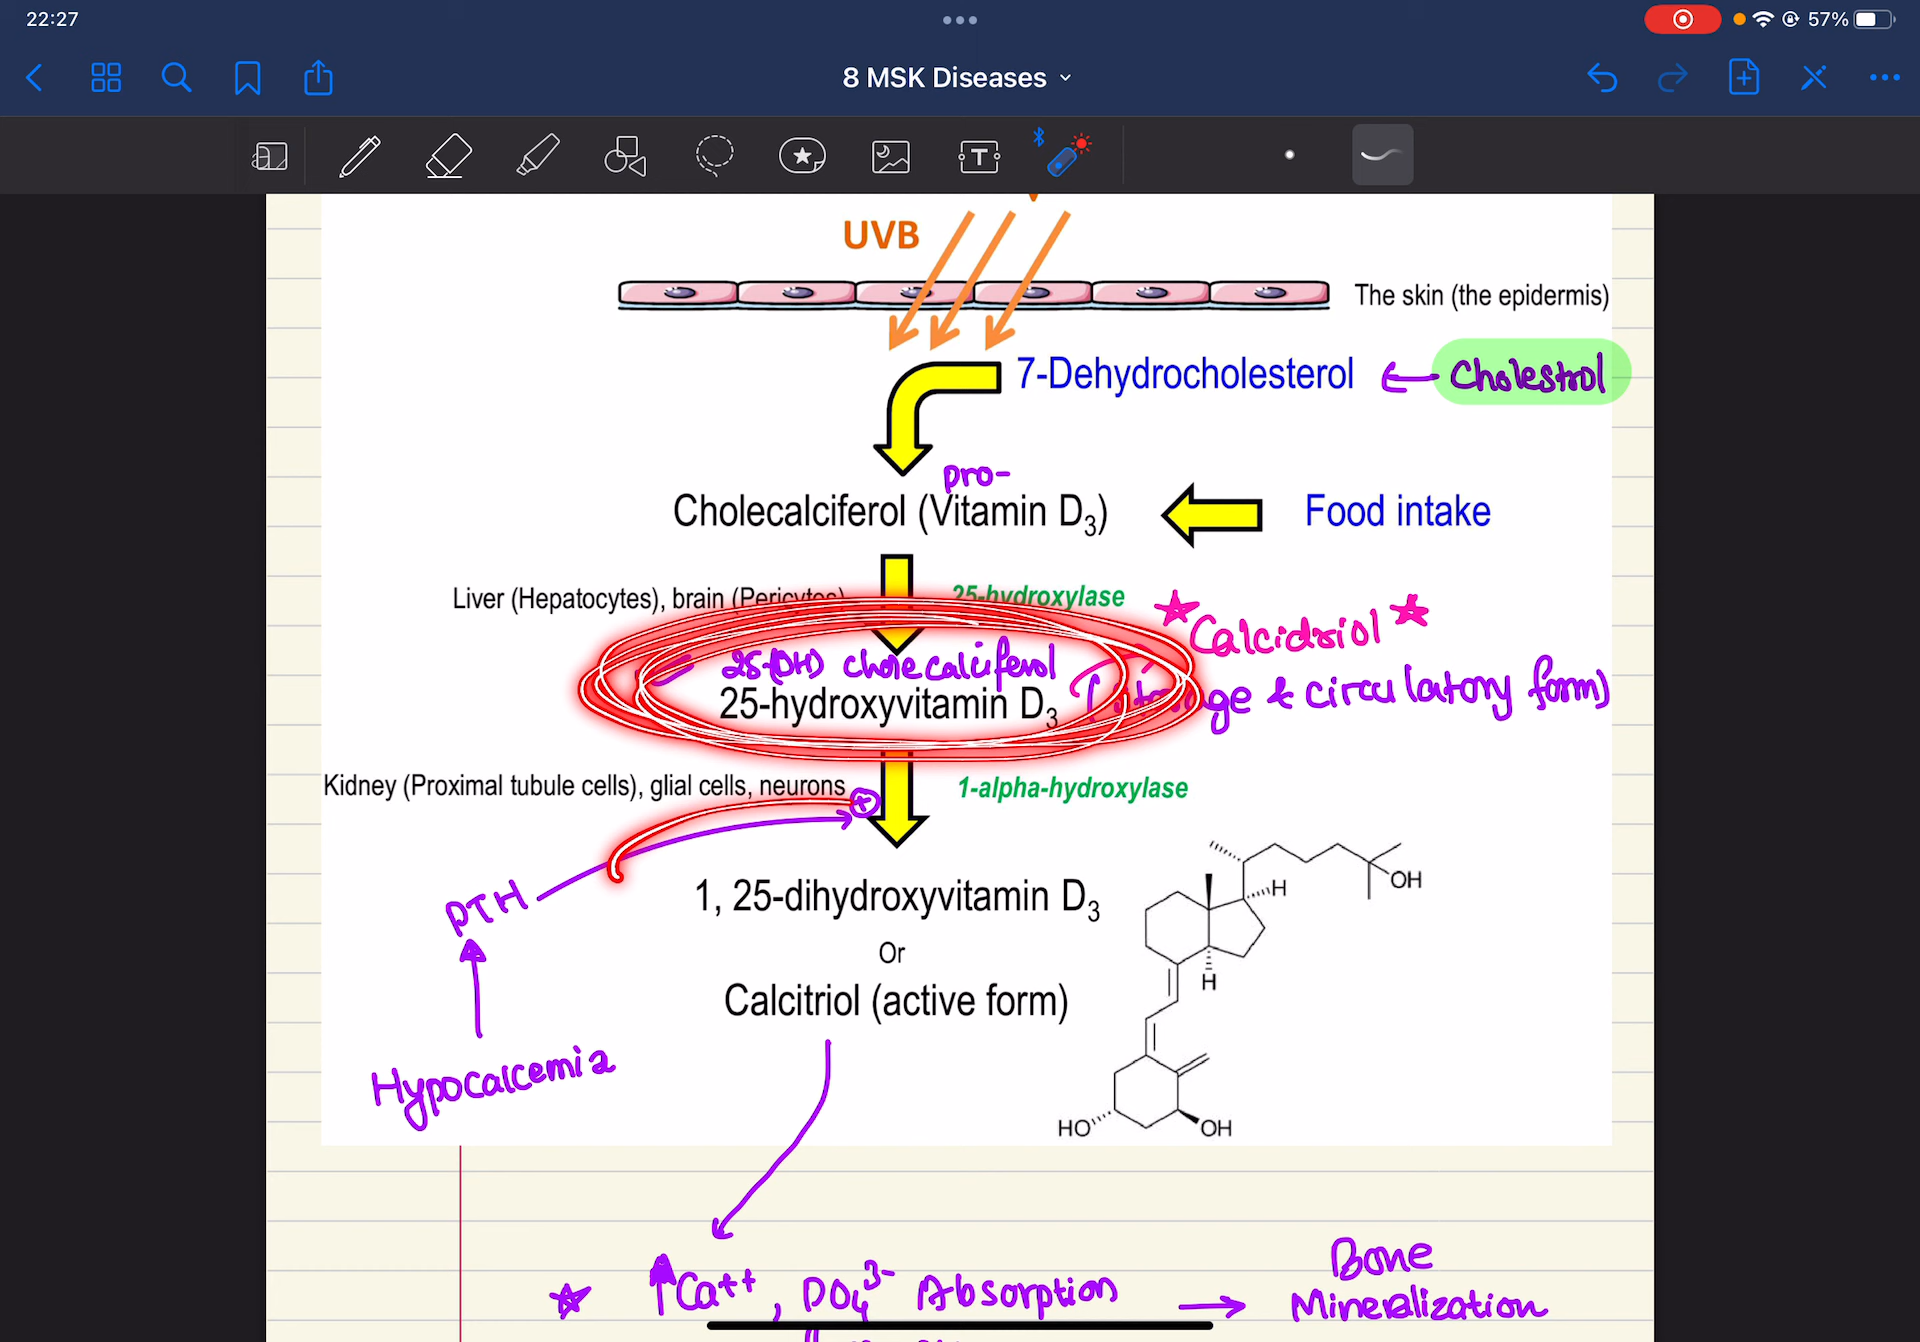 22:27
57%
8 MSK Diseases
T
UVB
The skin (the epidermis)
7-Dehydrocholesterol
Cholestrol
pro-
Cholecalciferol (Vitamin D3)
Food intake
Liver (Hepatocytes), brain (Pericytes)
25-hydroxylase
Calcidriol
25-(OH) cholecalciferol
25-hydroxyvitamin D3
(storage & circulatory form)
Kidney (Proximal tubule cells), glial cells, neurons
+
1-alpha-hydroxylase
PTH
1, 25-dihydroxyvitamin D3
OH
H
Or
H
Calcitriol (active form)
Hypocalcemia
HO
OH
Bone
↑Ca++, PO4 3- Absorption → Mineralization